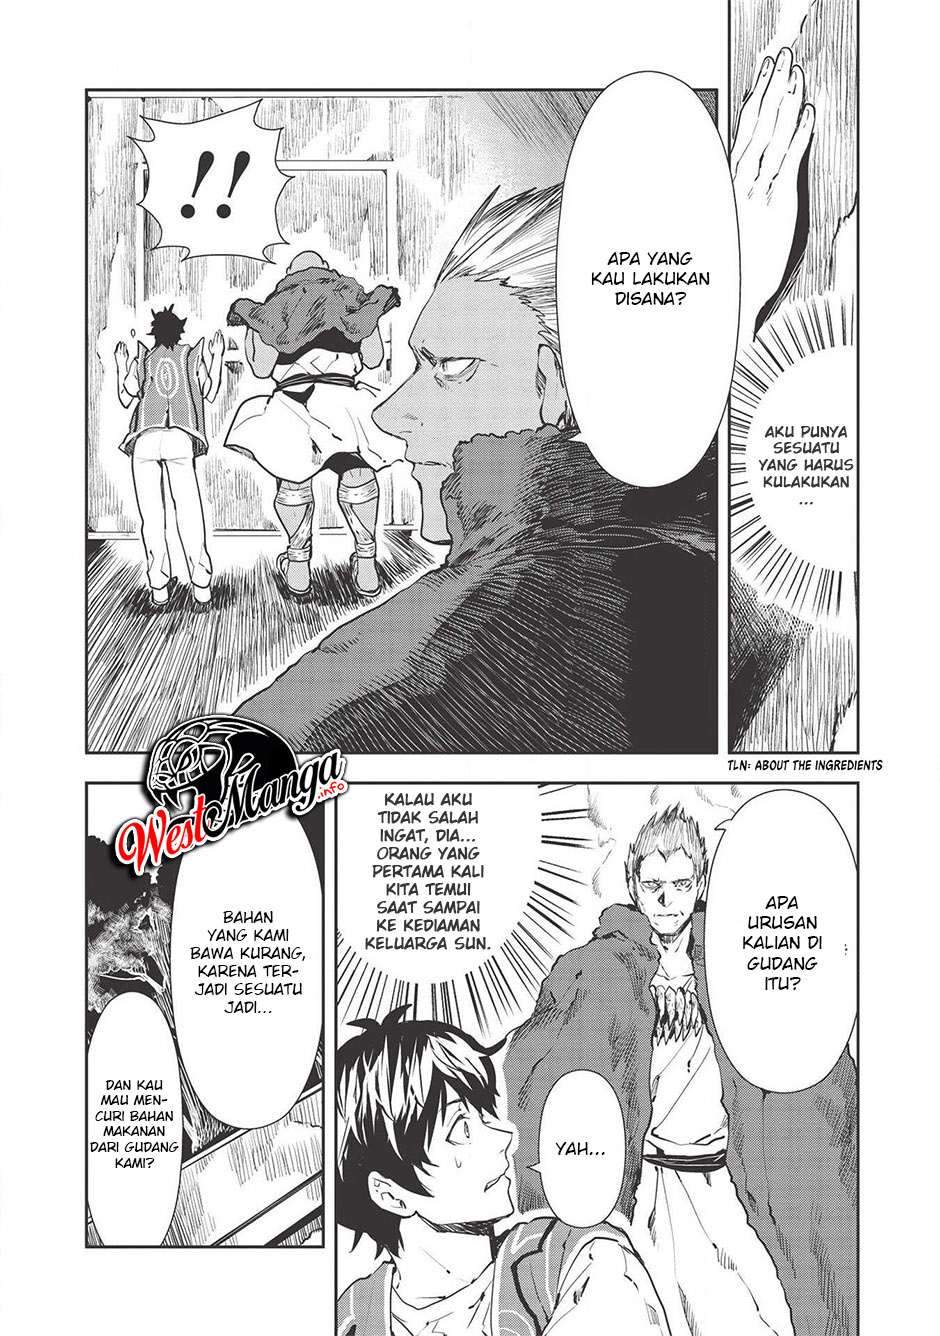 AKU PUNYA
SESUATU
YANG HARUS
KULAKUKAN
...
TLN: ABOUT THE INGREDIENTS
APA YANG
KAU LAKUKAN
DISANA?
!!
APA
URUSAN
KALIAN DI
GUDANG
ITU?
YAH...
KALAU AKU
TIDAK SALAH
INGAT, DIA...
ORANG YANG
PERTAMA KALI
KITA TEMUI
SAAT SAMPAI
KE KEDIAMAN
KELUARGA SUN.
BAHAN
YANG KAMI
BAWA KURANG,
KARENA TER-
JADI SESUATU
JADI...
DAN KAU
MAU MEN-
CURI BAHAN
MAKANAN
DARI GUDANG
KAMI?
WestManga
.info